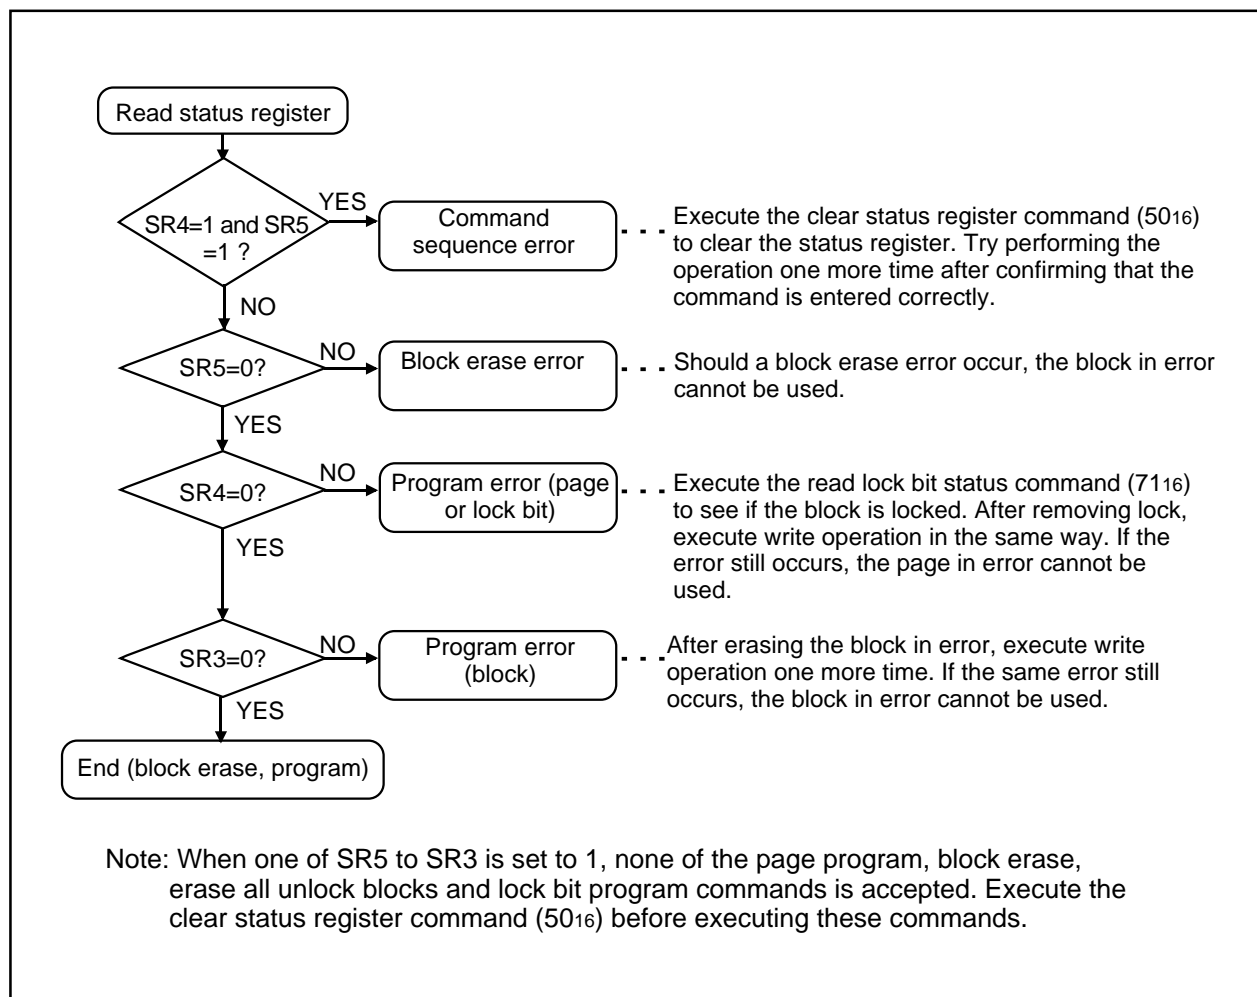 Read status register
YES
SR4=1 and SR5
=1 ?
Command
sequence error
Execute the clear status register command (5016)
to clear the status register. Try performing the
operation one more time after confirming that the
command is entered correctly.
NO
SR5=0?
NO
Block erase error
Should a block erase error occur, the block in error
cannot be used.
YES
SR4=0?
NO
Program error (page
or lock bit)
Execute the read lock bit status command (7116)
to see if the block is locked. After removing lock,
execute write operation in the same way. If the
error still occurs, the page in error cannot be
used.
YES
SR3=0?
NO
Program error
(block)
After erasing the block in error, execute write
operation one more time. If the same error still
occurs, the block in error cannot be used.
YES
End (block erase, program)
Note: When one of SR5 to SR3 is set to 1, none of the page program, block erase,
erase all unlock blocks and lock bit program commands is accepted. Execute the
clear status register command (5016) before executing these commands.